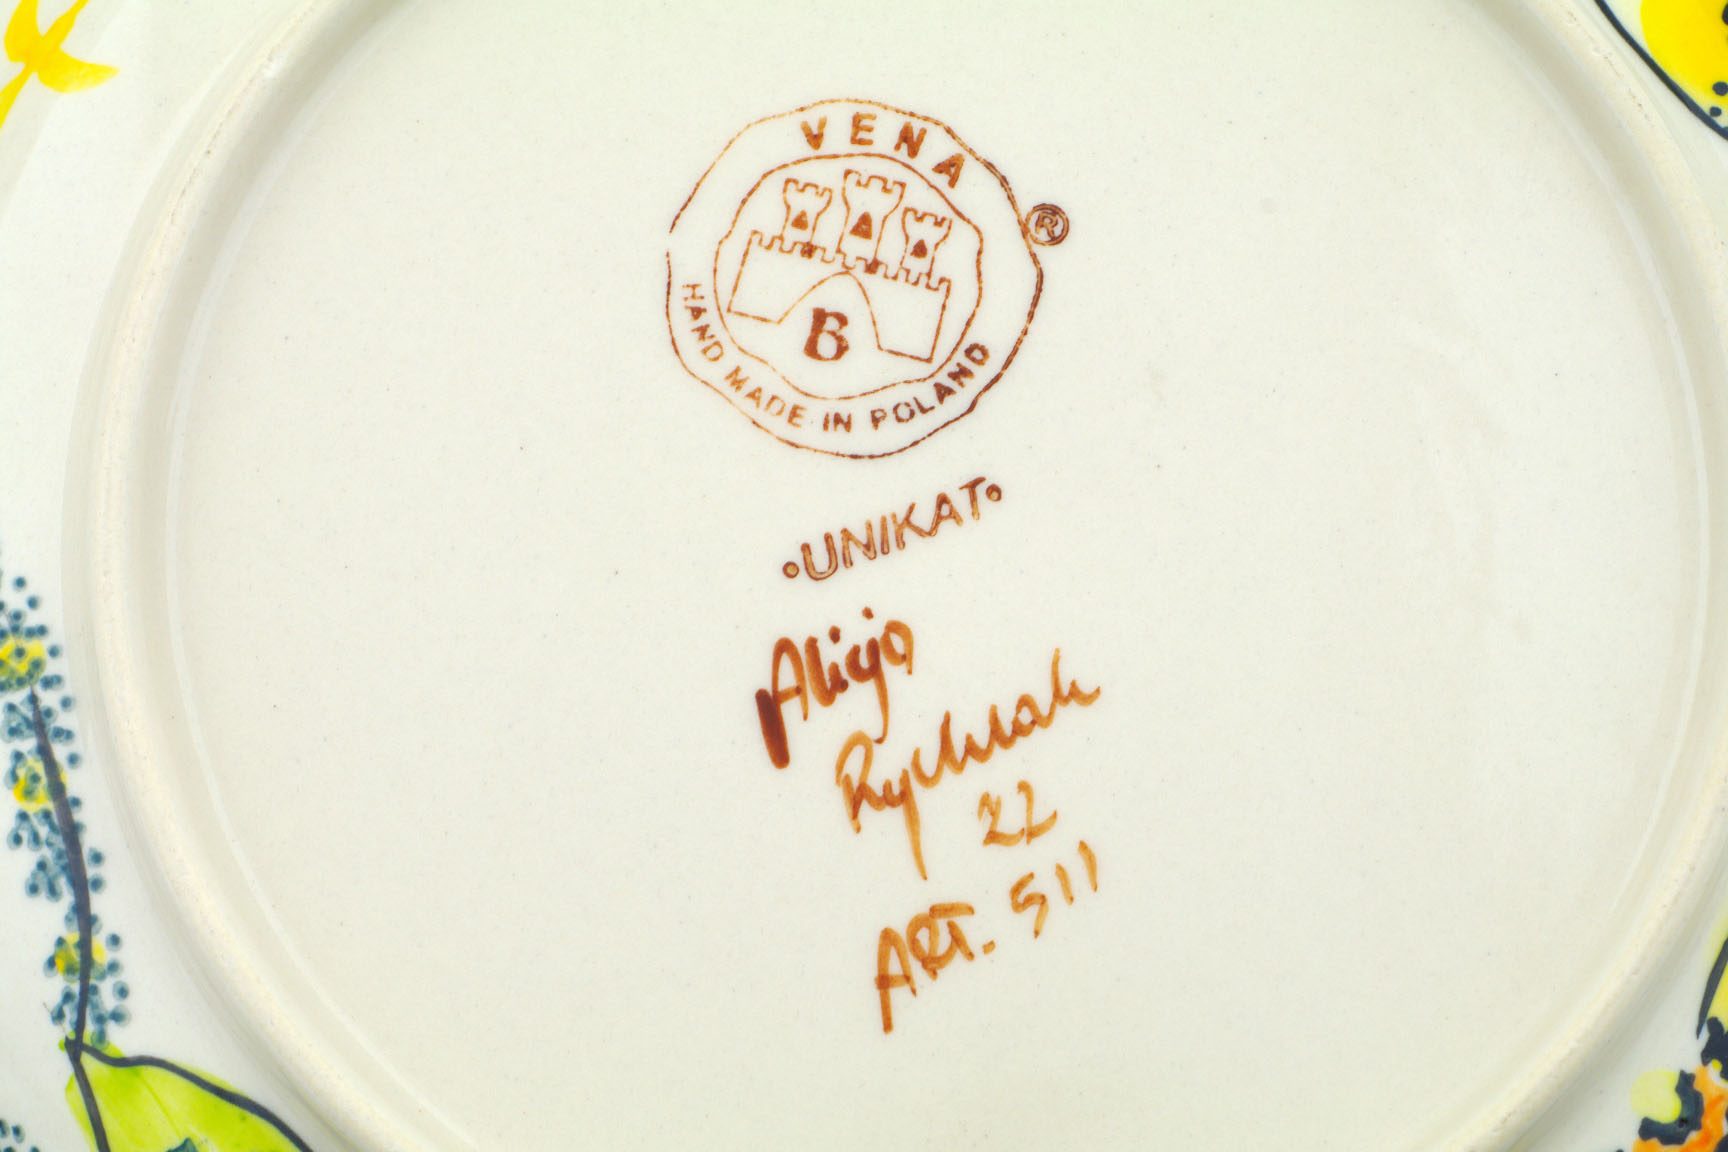 VENA
®
B
HAND MADE IN POLAND
•UNIKAT•
Alicja
Rychlak
22
ART. 511